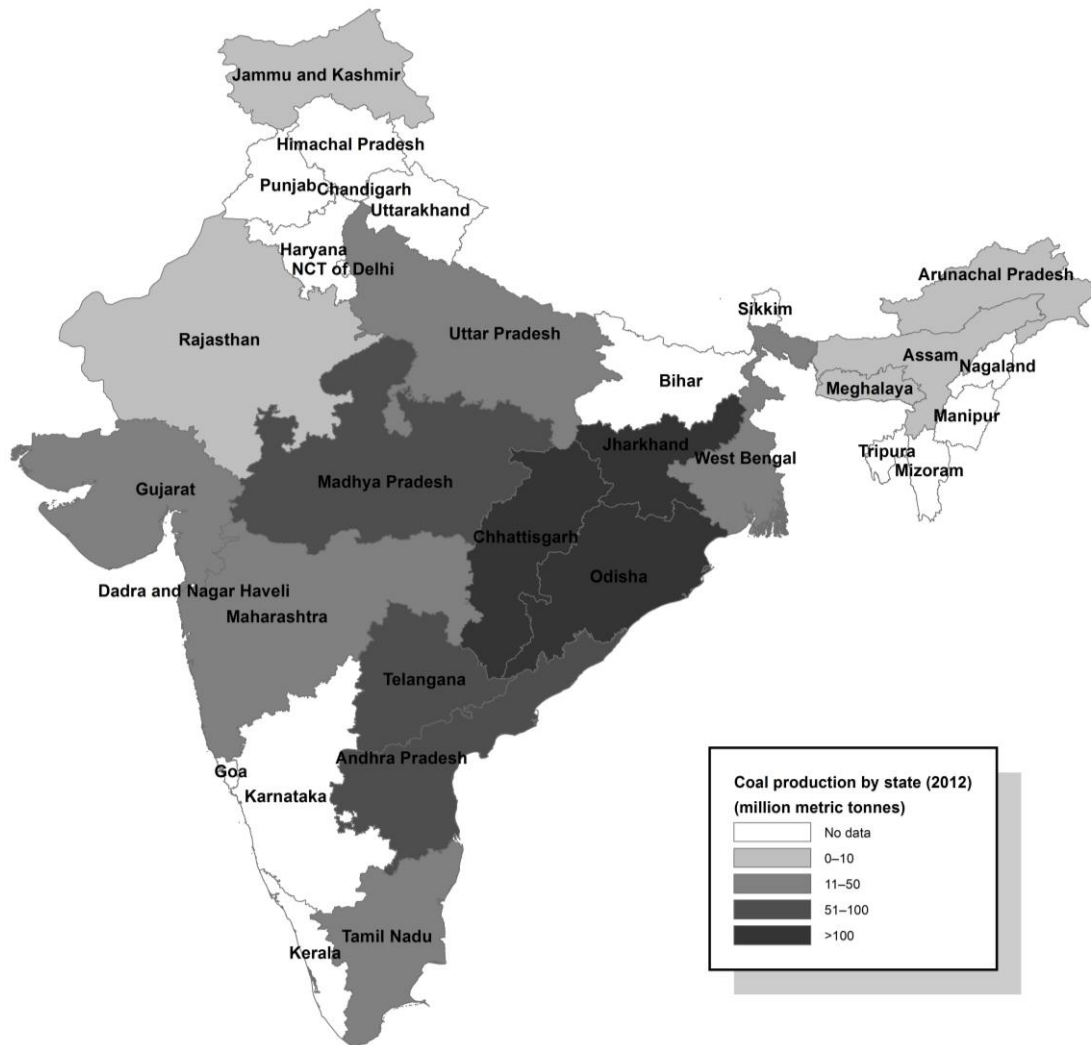 Jammu and Kashmir
Himachal Pradesh
Punjab
Chandigarh
Uttarakhand
Haryana
NCT of Delhi
Arunachal Pradesh
Sikkim
Rajasthan
Uttar Pradesh
Assam
Nagaland
Bihar
Meghalaya
Manipur
Jharkhand
Tripura
West Bengal
Mizoram
Gujarat
Madhya Pradesh
Chhattisgarh
Odisha
Dadra and Nagar Haveli
Maharashtra
Telangana
Andhra Pradesh
Goa
Karnataka
Tamil Nadu
Kerala
Coal production by state (2012)
(million metric tonnes)
No data
0–10
11–50
51–100
>100